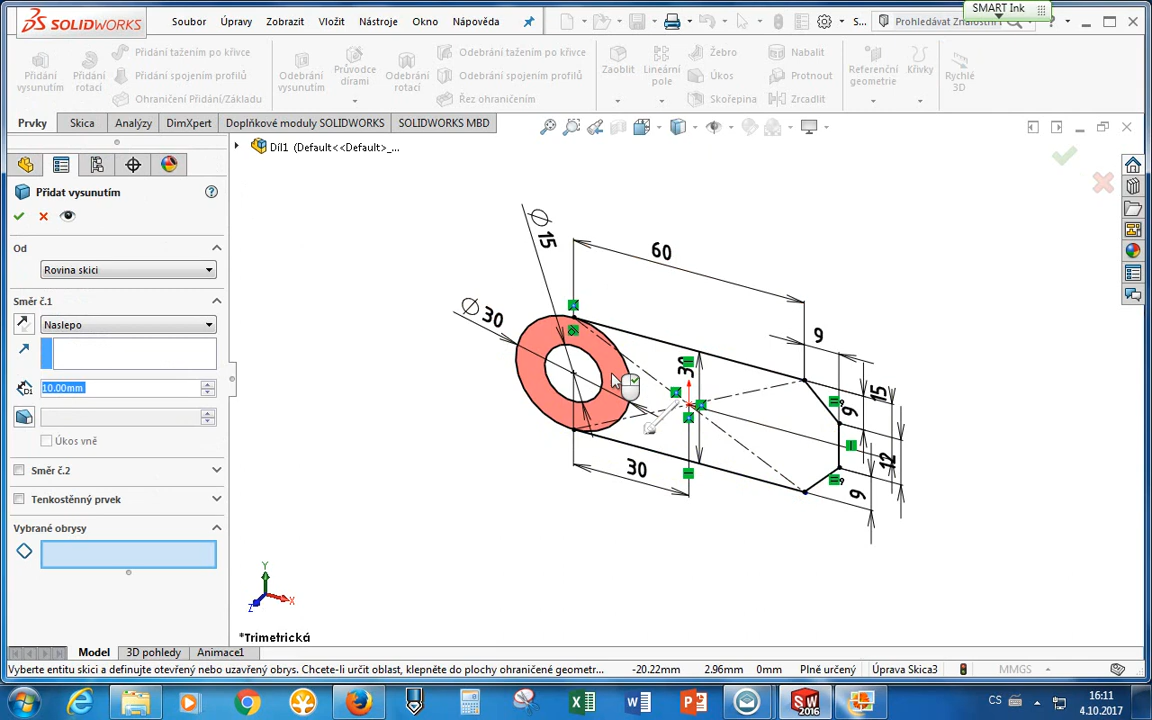 SOLIDWORKS
Soubor Úpravy Zobrazit Vložit Nástroje Okno Nápověda
S...
Prohledávat Znalostní
SMART Ink
Přidání vysunutím
Přidání rotací
Přidání tažením po křivce
Přidání spojením profilů
Ohraničení Přidání/Základu
Odebrání vysunutím
Průvodce dírami
Odebrání rotací
Odebrání tažením po křivce
Odebrání spojením profilů
Řez ohraničením
Zaoblit
Lineární pole
Žebro
Úkos
Skořepina
Nabalit
Protnout
Zrcadlit
Referenční geometrie
Křivky
Rychlé 3D
Prvky Skica Analýzy DimXpert Doplňkové moduly SOLIDWORKS SOLIDWORKS MBD
Díl1 (Default<<Default>_...
Přidat vysunutím
Od
Rovina skici
Směr č.1
Naslepo
10.00mm
Úkos vně
Směr č.2
Tenkostěnný prvek
Vybrané obrysy
∅ 15
60
∅ 30
9
30
15
9
12
30
9
Y
X
Z
*Trimetrická
Model 3D pohledy Animace1
Vyberte entitu skici a definujte otevřený nebo uzavřený obrys. Chcete-li určit oblast, klepněte do plochy ohraničené geometr...
-20.22mm 2.96mm 0mm Plně určený Úprava Skica3 MMGS
CS
16:11
4.10.2017
SW
2016